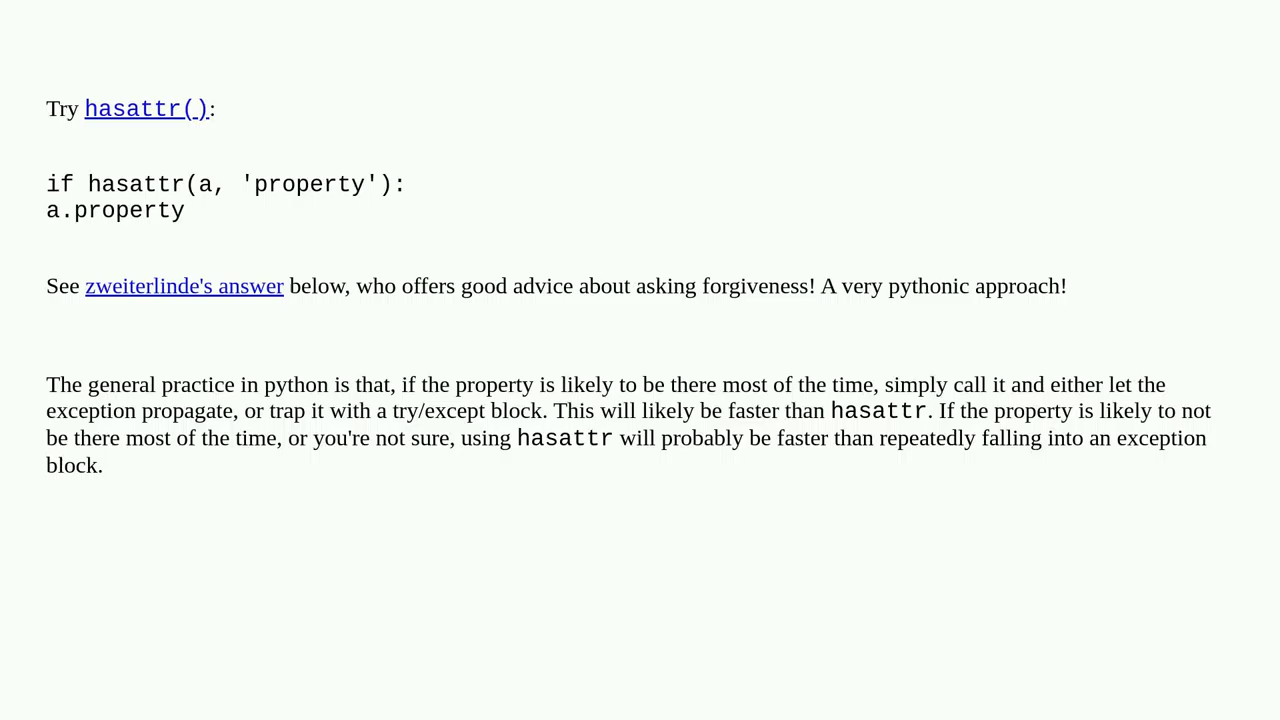 Try hasattr():
if hasattr(a, 'property'):
a.property
See zweiterlinde's answer below, who offers good advice about asking forgiveness! A very pythonic approach!
The general practice in python is that, if the property is likely to be there most of the time, simply call it and either let the
exception propagate, or trap it with a try/except block. This will likely be faster than hasattr. If the property is likely to not
be there most of the time, or you're not sure, using hasattr will probably be faster than repeatedly falling into an exception
block.